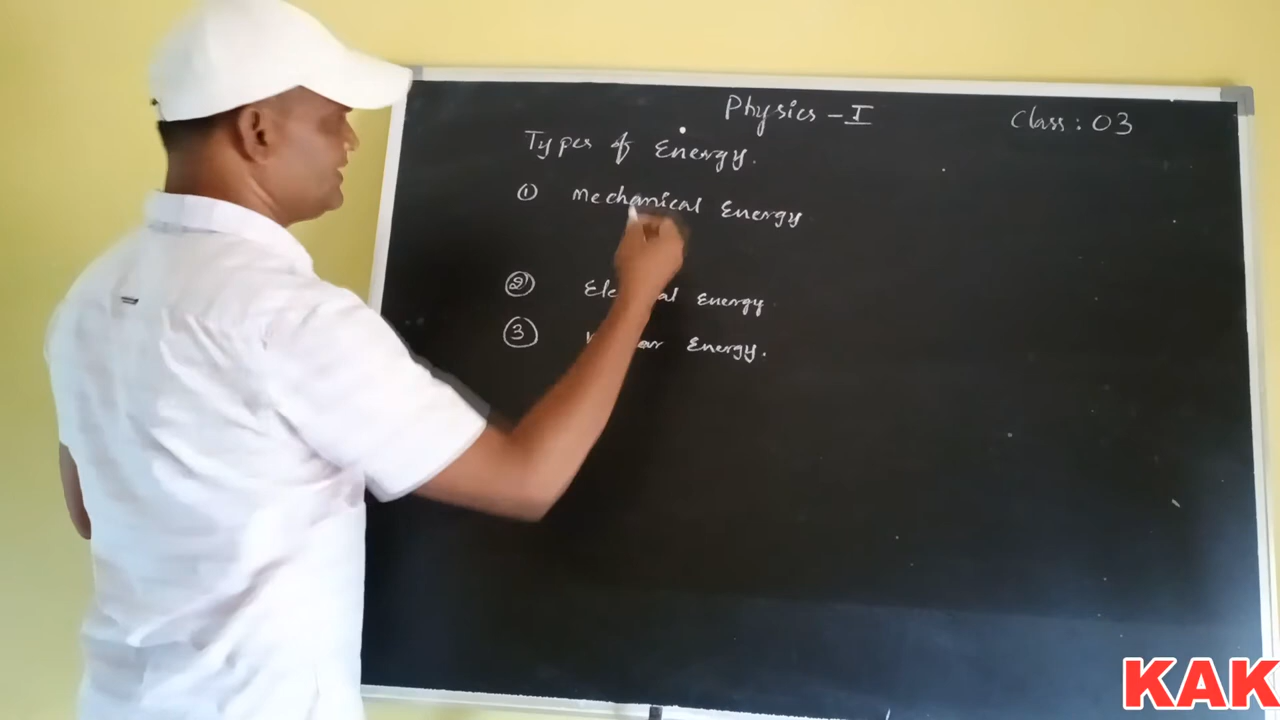 Physics - I
Class: 03
Types of Energy.
① Mechanical Energy
② energy
③ Energy.
KAK